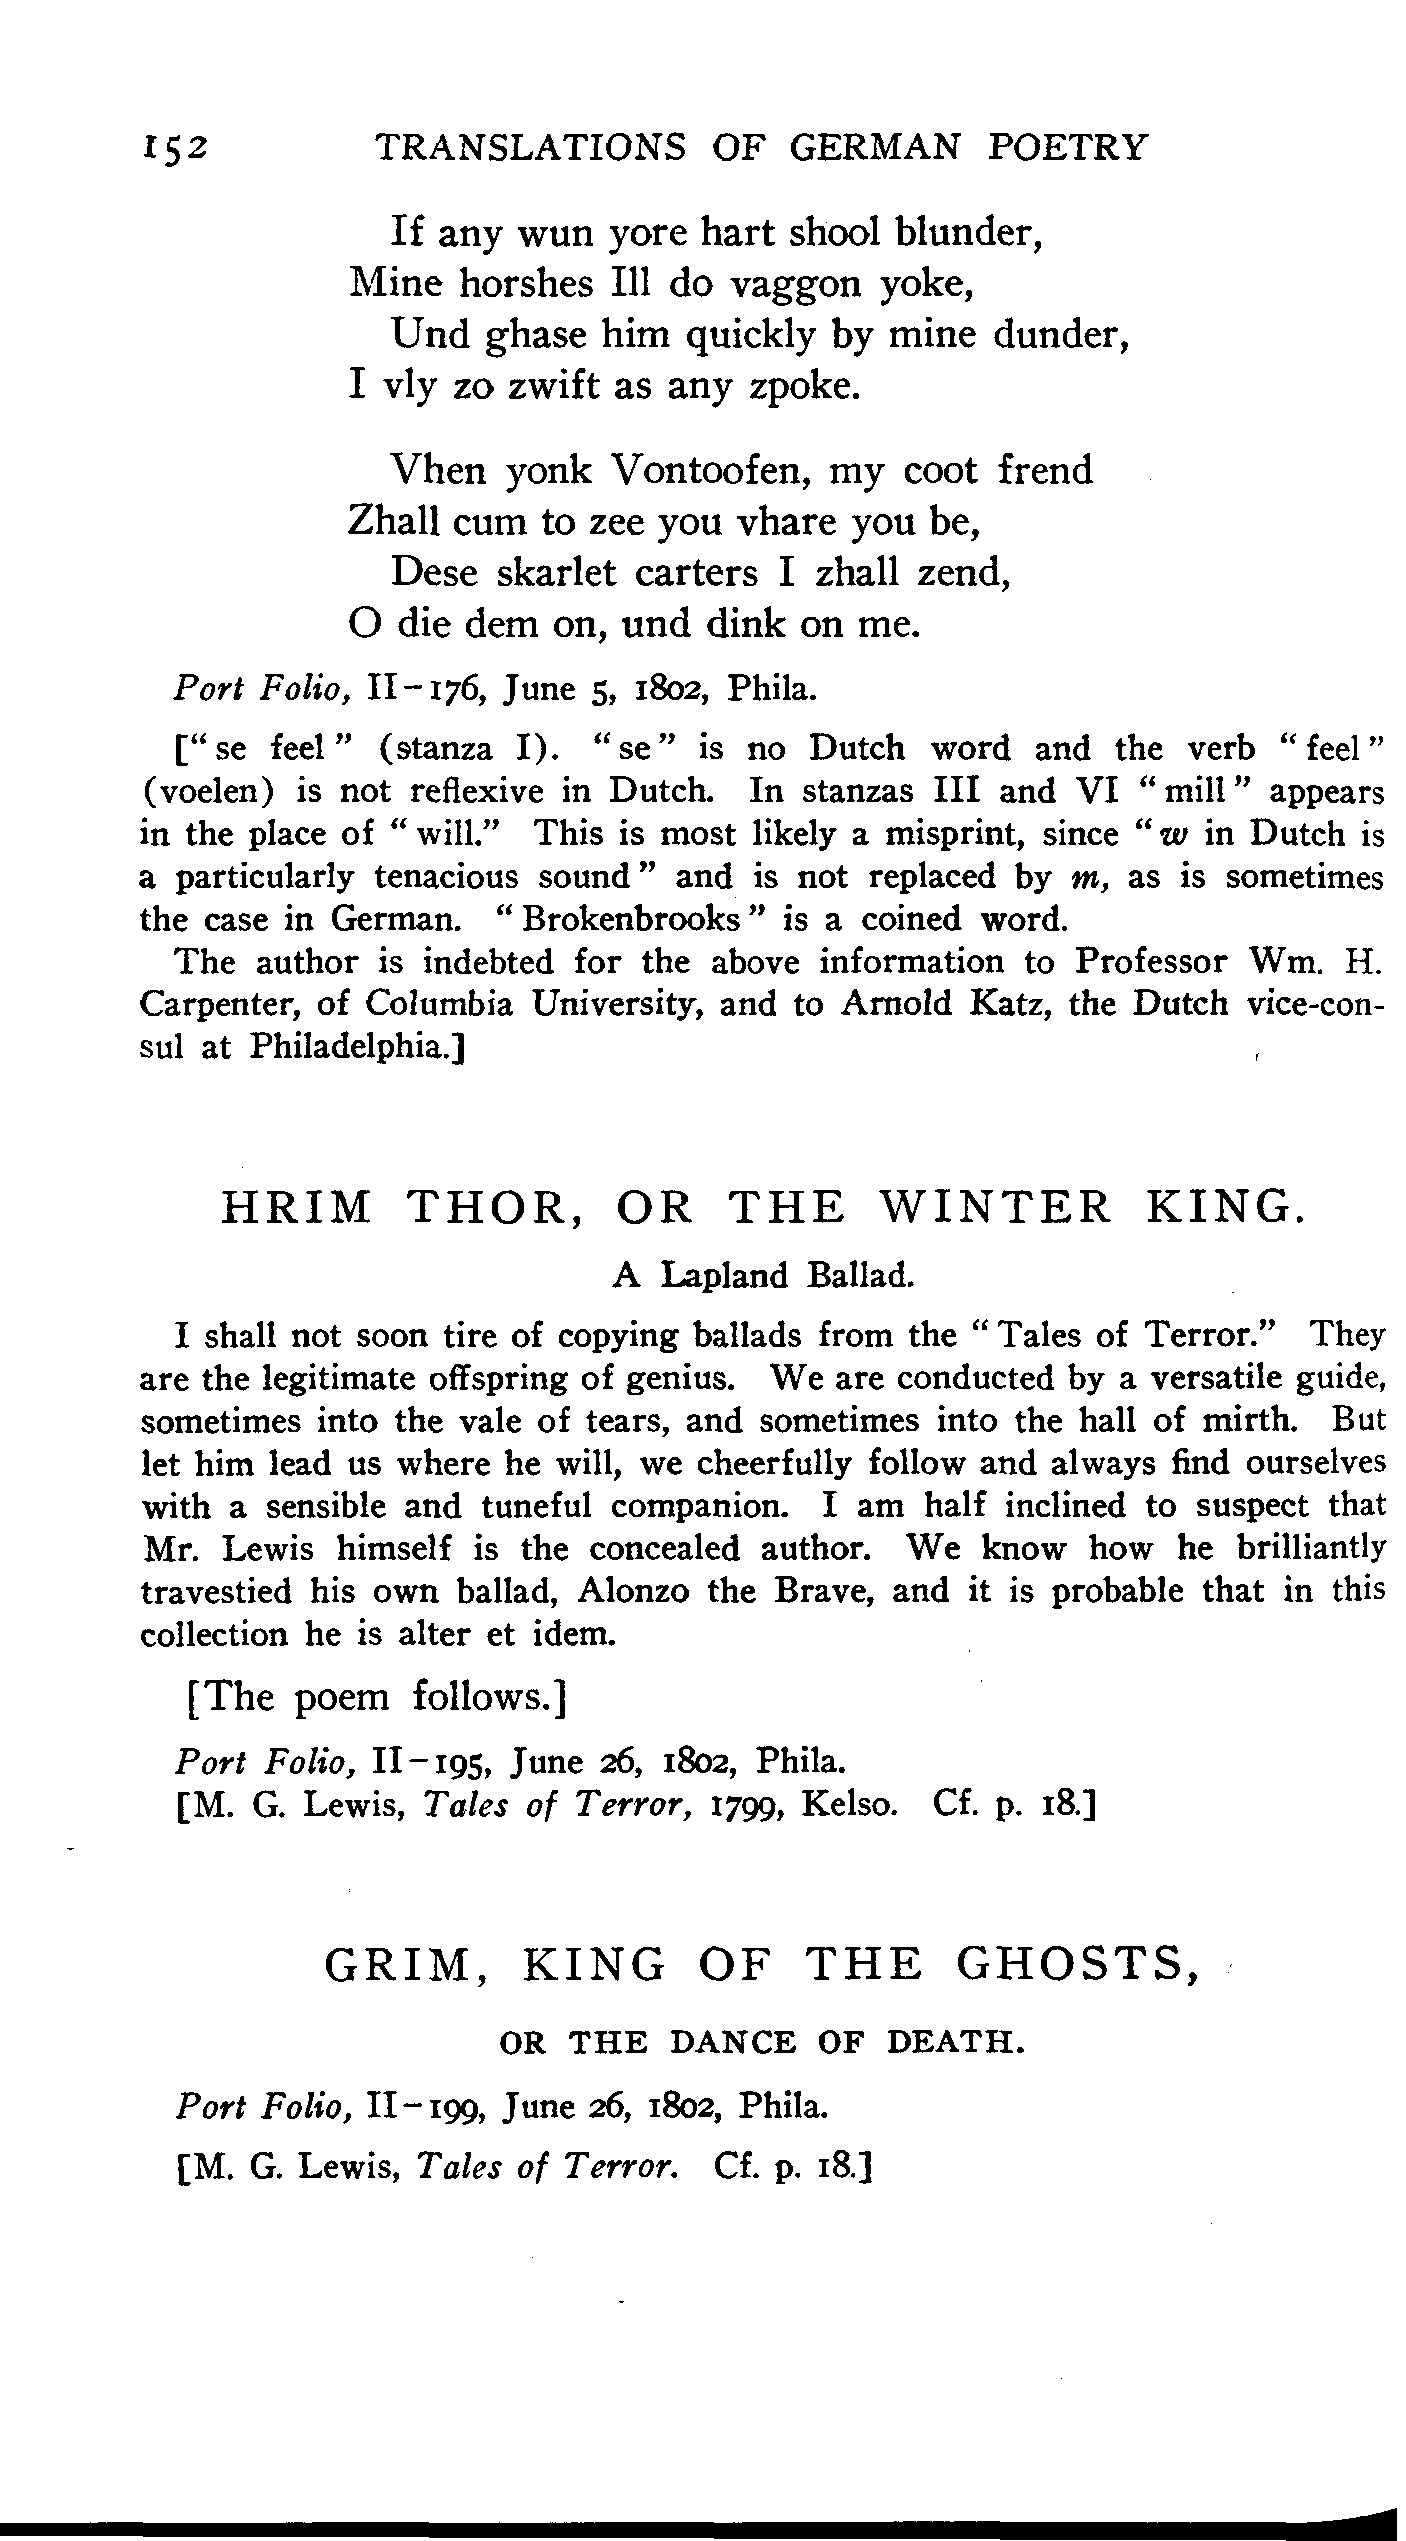 152 TRANSLATIONS OF GERMAN POETRY
If any wun yore hart shool blunder,
Mine horshes Ill do vaggon yoke,
Und ghase him quickly by mine dunder,
I vly zo zwift as any zpoke.
Vhen yonk Vontoofen, my coot frend
Zhall cum to zee you vhare you be,
Dese skarlet carters I zhall zend,
O die dem on, und dink on me.
Port Folio, II–176, June 5, 1802, Phila.
["se feel" (stanza I). "se" is no Dutch word and the verb "feel"
(voelen) is not reflexive in Dutch. In stanzas III and VI "mill" appears
in the place of "will." This is most likely a misprint, since "w in Dutch is
a particularly tenacious sound" and is not replaced by m, as is sometimes
the case in German. "Brokenbrooks" is a coined word.
The author is indebted for the above information to Professor Wm. H.
Carpenter, of Columbia University, and to Arnold Katz, the Dutch vice-con-
sul at Philadelphia.]
HRIM THOR, OR THE WINTER KING.
A Lapland Ballad.
I shall not soon tire of copying ballads from the "Tales of Terror." They
are the legitimate offspring of genius. We are conducted by a versatile guide,
sometimes into the vale of tears, and sometimes into the hall of mirth. But
let him lead us where he will, we cheerfully follow and always find ourselves
with a sensible and tuneful companion. I am half inclined to suspect that
Mr. Lewis himself is the concealed author. We know how he brilliantly
travestied his own ballad, Alonzo the Brave, and it is probable that in this
collection he is alter et idem.
[The poem follows.]
Port Folio, II–195, June 26, 1802, Phila.
[M. G. Lewis, Tales of Terror, 1799, Kelso. Cf. p. 18.]
GRIM, KING OF THE GHOSTS,
OR THE DANCE OF DEATH.
Port Folio, II–199, June 26, 1802, Phila.
[M. G. Lewis, Tales of Terror. Cf. p. 18.]